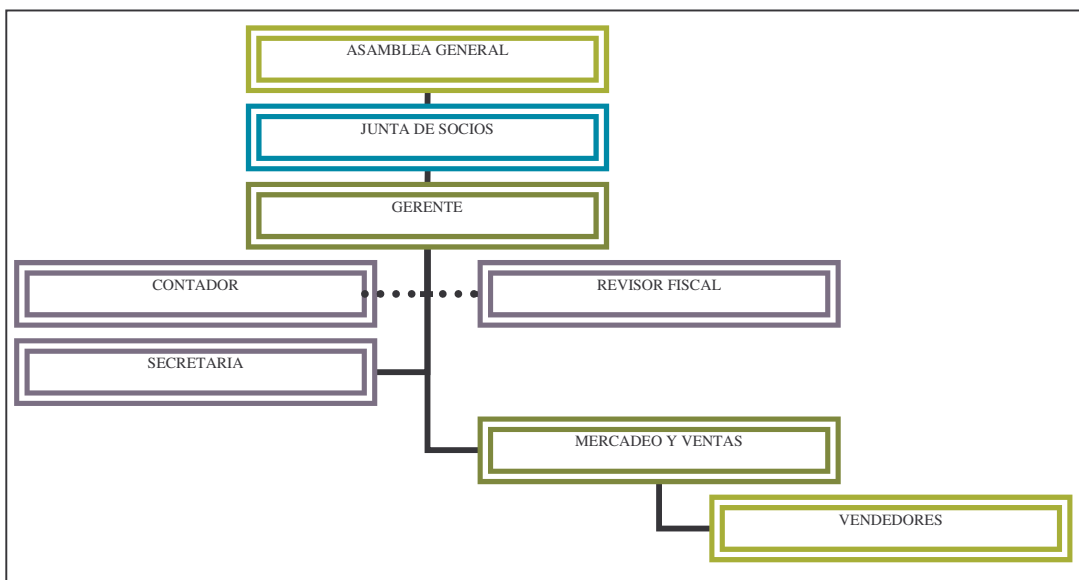 ASAMBLEA GENERAL
JUNTA DE SOCIOS
GERENTE
CONTADOR
REVISOR FISCAL
SECRETARIA
MERCADEO Y VENTAS
VENDEDORES